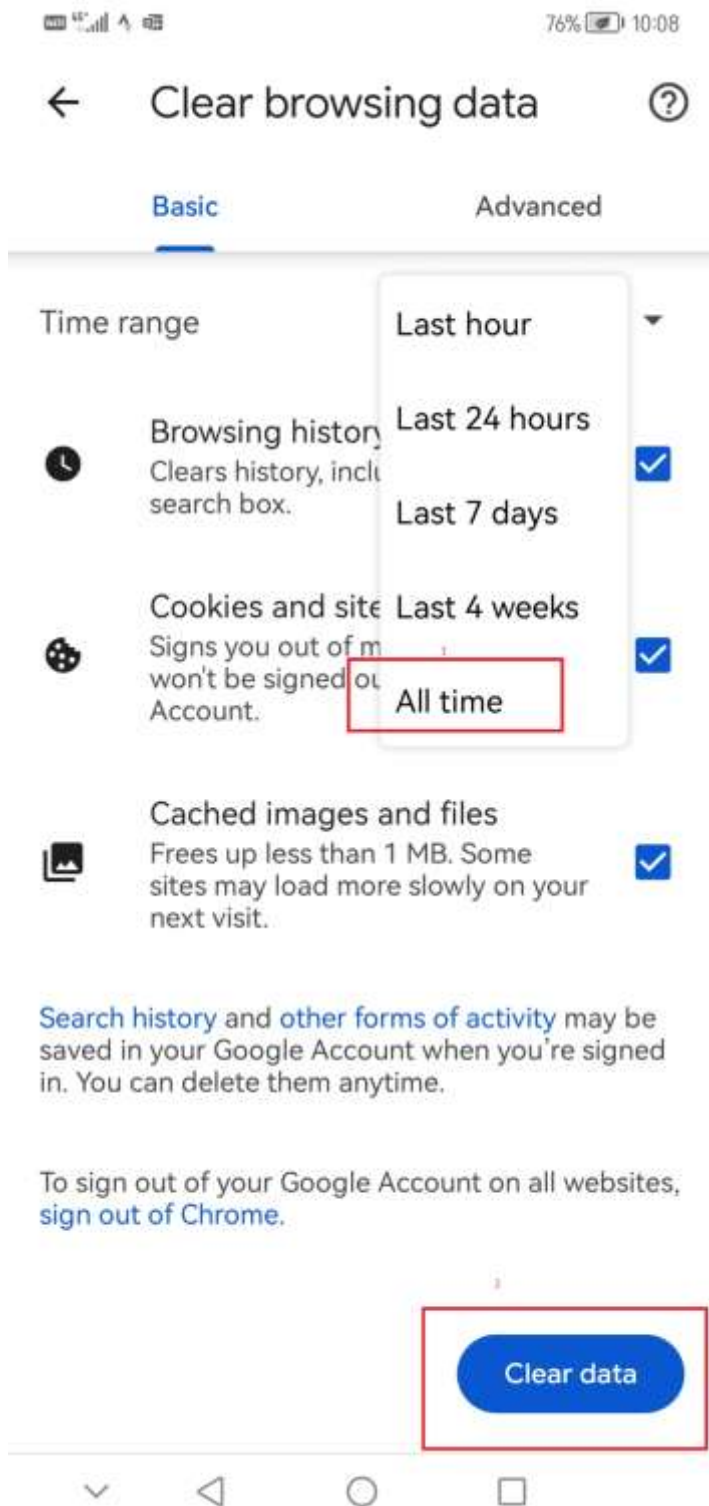 76% 10:08
Clear browsing data
Basic Advanced
Time range
Last hour
Last 24 hours
Last 7 days
Last 4 weeks
All time
Browsing history
Clears history, inclu
search box.
Cookies and site
Signs you out of m
won't be signed ou
Account.
Cached images and files
Frees up less than 1 MB. Some
sites may load more slowly on your
next visit.
Search history and other forms of activity may be
saved in your Google Account when you're signed
in. You can delete them anytime.
To sign out of your Google Account on all websites,
sign out of Chrome.
Clear data